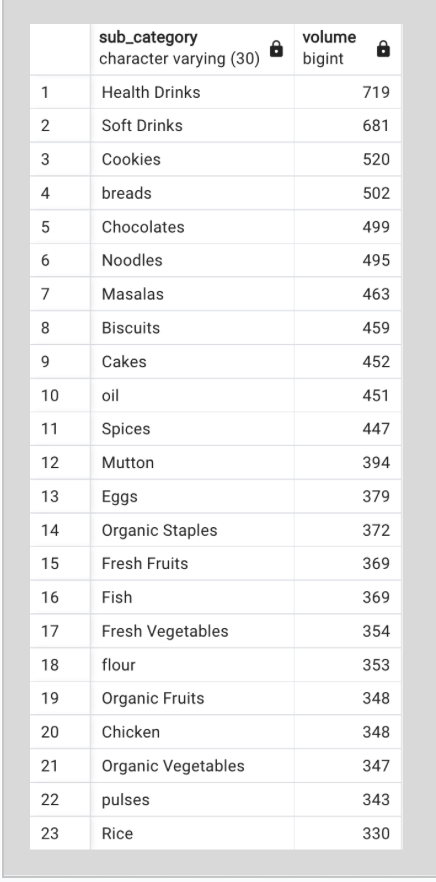 sub_category volume
character varying (30) bigint
1 Health Drinks 719
2 Soft Drinks 681
3 Cookies 520
4 breads 502
5 Chocolates 499
6 Noodles 495
7 Masalas 463
8 Biscuits 459
9 Cakes 452
10 oil 451
11 Spices 447
12 Mutton 394
13 Eggs 379
14 Organic Staples 372
15 Fresh Fruits 369
16 Fish 369
17 Fresh Vegetables 354
18 flour 353
19 Organic Fruits 348
20 Chicken 348
21 Organic Vegetables 347
22 pulses 343
23 Rice 330